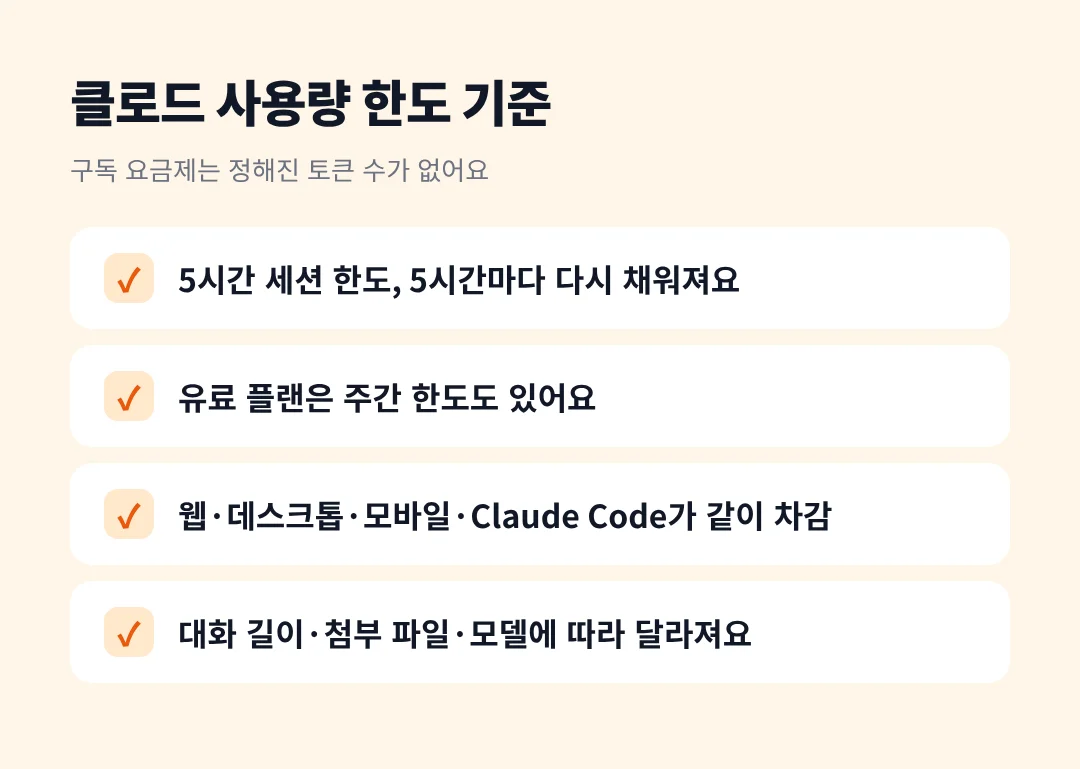 클로드 사용량 한도 기준
구독 요금제는 정해진 토큰 수가 없어요
5시간 세션 한도, 5시간마다 다시 채워져요
유료 플랜은 주간 한도도 있어요
웹·데스크톱·모바일·Claude Code가 같이 차감
대화 길이·첨부 파일·모델에 따라 달라져요